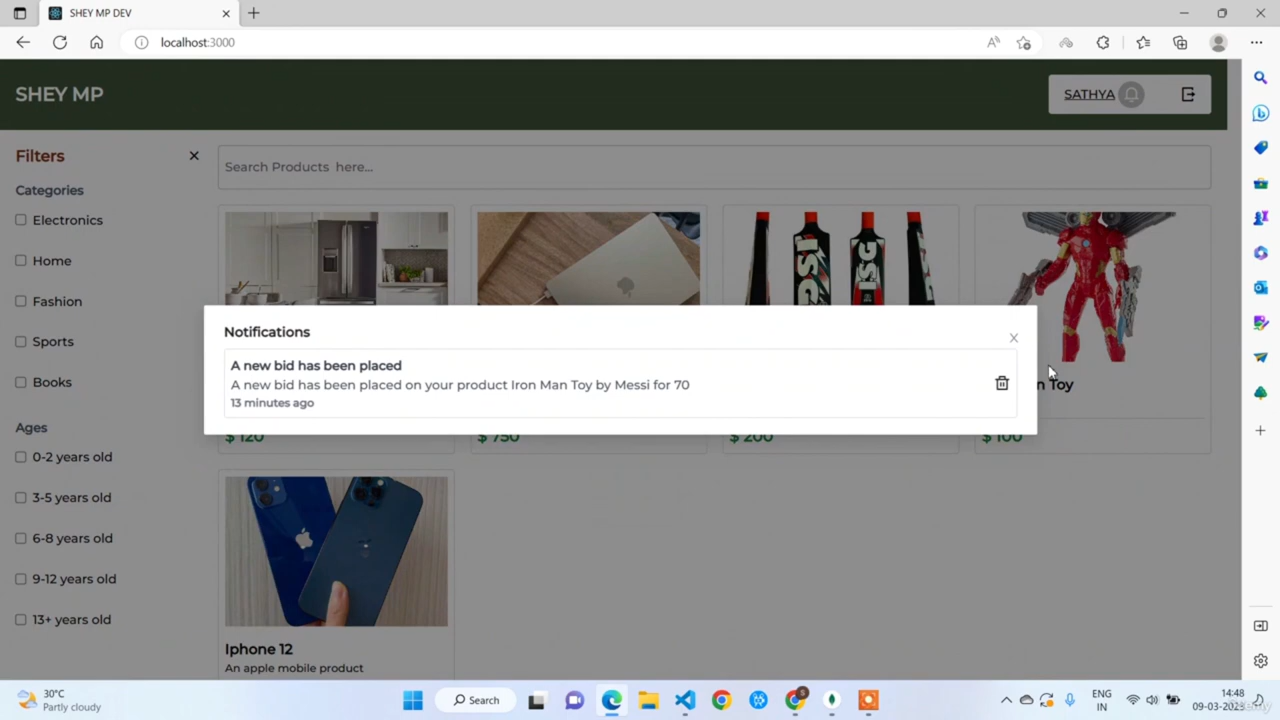 SHEY MP DEV
localhost:3000
SHEY MP
SATHYA
Filters
Search Products here...
Categories
Electronics
Home
Fashion
Sports
Books
Ages
0-2 years old
3-5 years old
6-8 years old
9-12 years old
13+ years old
Notifications
A new bid has been placed
A new bid has been placed on your product Iron Man Toy by Messi for 70
13 minutes ago
n Toy
$ 120
$ 750
$ 200
$ 100
Iphone 12
An apple mobile product
30°C
Partly cloudy
Search
ENG
IN
14:48
09-03-2023